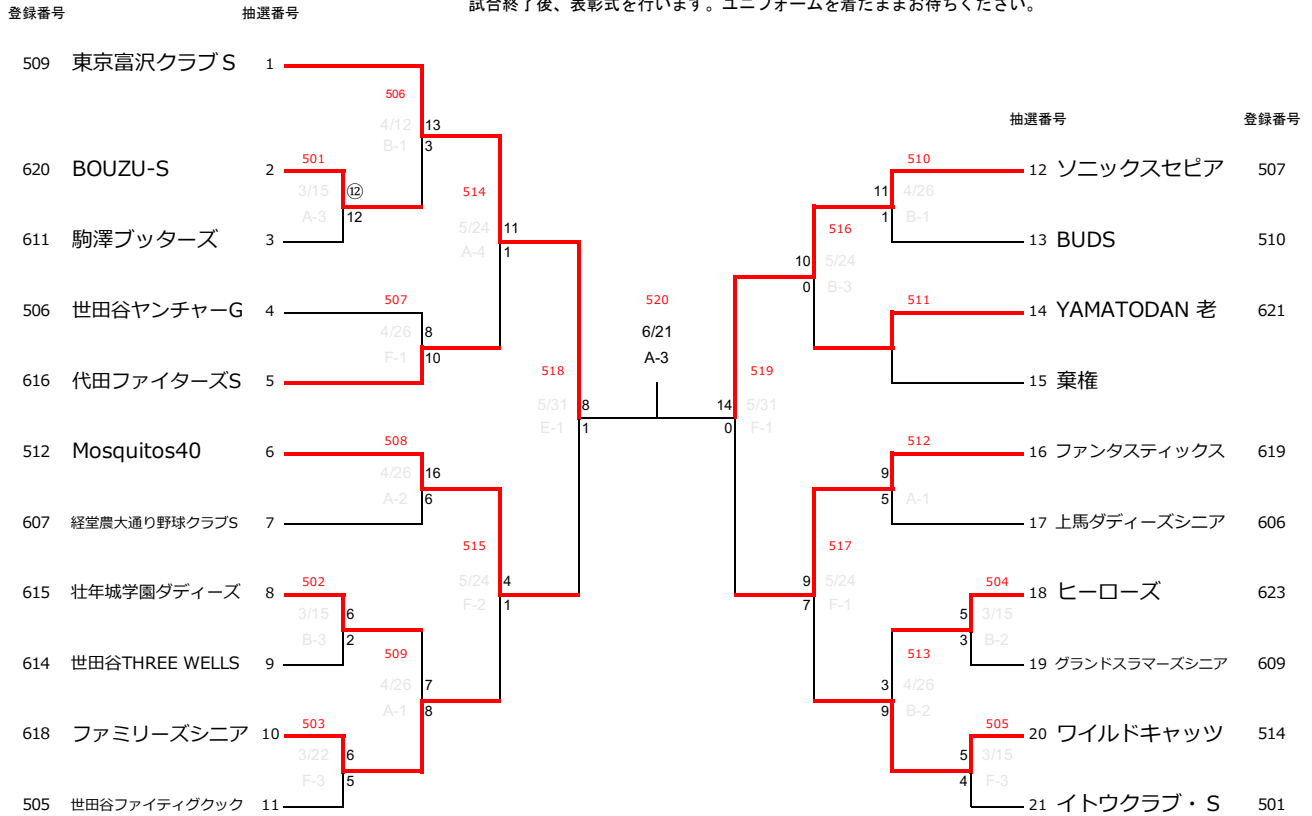 試合終了後、表彰式を行います。ユニフォームを着たままお待ちください。
登録番号 抽選番号
509 東京富沢クラブS 1
506
4/12 13
B-1 3
抽選番号 登録番号
620 BOUZU-S 2
501
3/15 ⑫
A-3 12
611 駒澤ブッターズ 3
514
5/24 11
A-4 1
506 世田谷ヤンチャーG 4
507
4/26 8
F-1 10
616 代田ファイターズS 5
518
5/31 8
E-1 1
512 Mosquitos40 6
508
4/26 16
A-2 6
607 経堂農大通り野球クラブS 7
515
5/24 4
F-2 1
615 壮年城学園ダディーズ 8
502
3/15 6
B-3 2
614 世田谷THREE WELLS 9
509
4/26 7
A-1 8
618 ファミリーズシニア 10
503
3/22 6
F-3 5
505 世田谷ファイティグクック 11
520
6/21
A-3
510
12 ソニックスセピア 507
11 4/26
1 B-1
13 BUDS 510
516
10 5/24
0 B-3
511
14 YAMATODAN 老 621
15 棄権
519
14 5/31
0 F-1
512
16 ファンタスティックス 619
9
5 A-1
17 上馬ダディーズシニア 606
517
9 5/24
7 F-1
504
18 ヒーローズ 623
5 3/15
3 B-2
19 グランドスラマーズシニア 609
513
3 4/26
9 B-2
505
20 ワイルドキャッツ 514
5 3/15
4 F-3
21 イトウクラブ・S 501